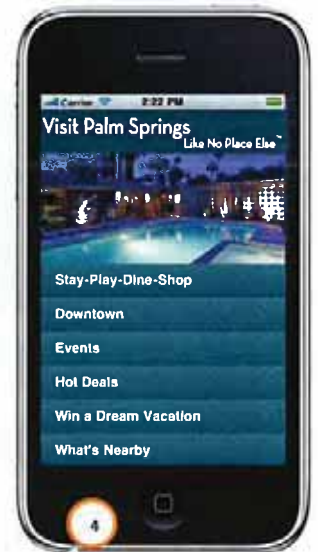 Carrier 2:22 PM
Visit Palm Springs
Like No Place Else™
Stay-Play-Dine-Shop
Downtown
Events
Hot Deals
Win a Dream Vacation
What's Nearby
4